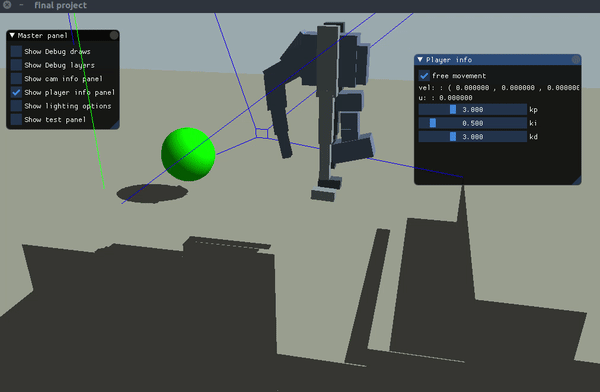 final project
Master panel
Show Debug draws
Show Debug layers
Show cam info panel
Show player info panel
Show lighting options
Show test panel
Player info
free movement
vel: : ( 0.000000 , 0.000000 , 0.000000
u: : 0.000000
3.000 kp
0.500 ki
3.000 kd